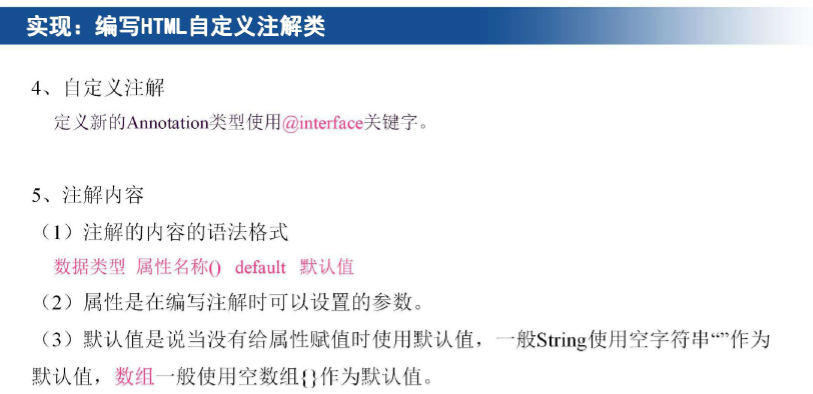 实现：编写HTML自定义注解类
4、自定义注解
定义新的Annotation类型使用@interface关键字。
5、注解内容
（1）注解的内容的语法格式
数据类型 属性名称() default 默认值
（2）属性是在编写注解时可以设置的参数。
（3）默认值是说当没有给属性赋值时使用默认值，一般String使用空字符串“”作为
默认值，数组一般使用空数组{}作为默认值。